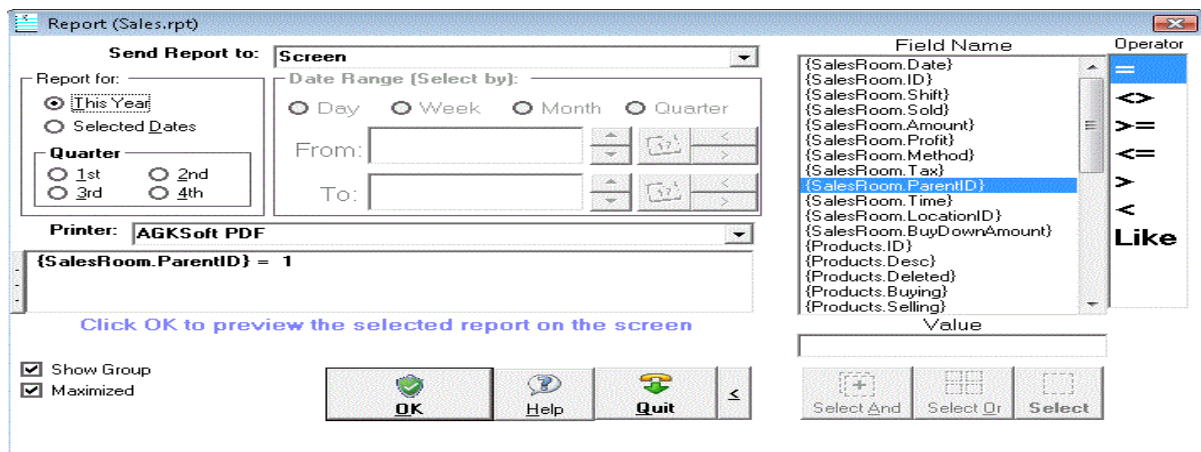 Report (Sales.rpt)
Send Report to: Screen
Report for:
This Year
Selected Dates
Quarter
1st 2nd
3rd 4th
Date Range (Select by):
Day Week Month Quarter
From:
To:
Printer: AGKSoft PDF
{SalesRoom.ParentID} = 1
Click OK to preview the selected report on the screen
Show Group
Maximized
OK
Help
Quit
<
Field Name
{SalesRoom.Date}
{SalesRoom.ID}
{SalesRoom.Shift}
{SalesRoom.Sold}
{SalesRoom.Amount}
{SalesRoom.Profit}
{SalesRoom.Method}
{SalesRoom.Tax}
{SalesRoom.ParentID}
{SalesRoom.Time}
{SalesRoom.LocationID}
{SalesRoom.BuyDownAmount}
{Products.ID}
{Products.Desc}
{Products.Deleted}
{Products.Buying}
{Products.Selling}
Operator
=
<>
>=
<=
>
<
Like
Value
Select And
Select Or
Select